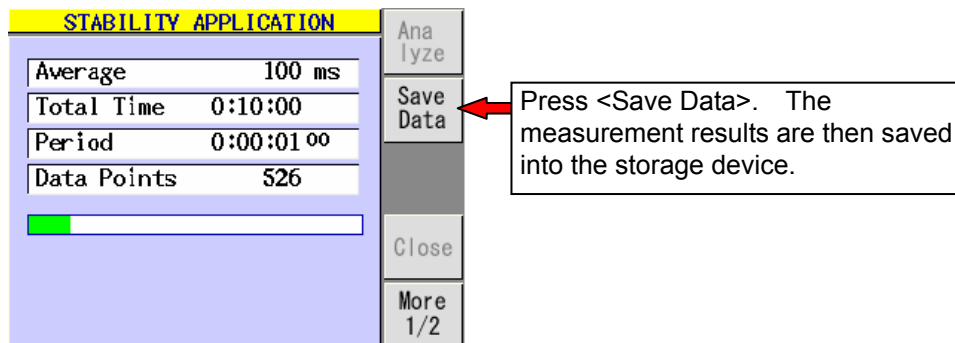 STABILITY APPLICATION
Average 100 ms
Total Time 0:10:00
Period 0:00:01 00
Data Points 526
Ana
lyze
Save
Data
Close
More
1/2
Press <Save Data>. The
measurement results are then saved
into the storage device.